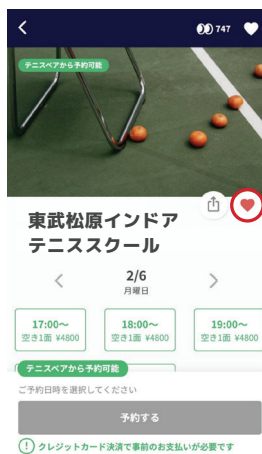 747
テニスベアから予約可能
東武松原インドア
テニススクール
2/6
月曜日
17:00〜
空き1面 ¥4800
18:00〜
空き1面 ¥4800
19:00〜
空き1面 ¥4800
テニスベアから予約可能
ご予約日時を選択してください
予約する
クレジットカード決済で事前のお支払いが必要です